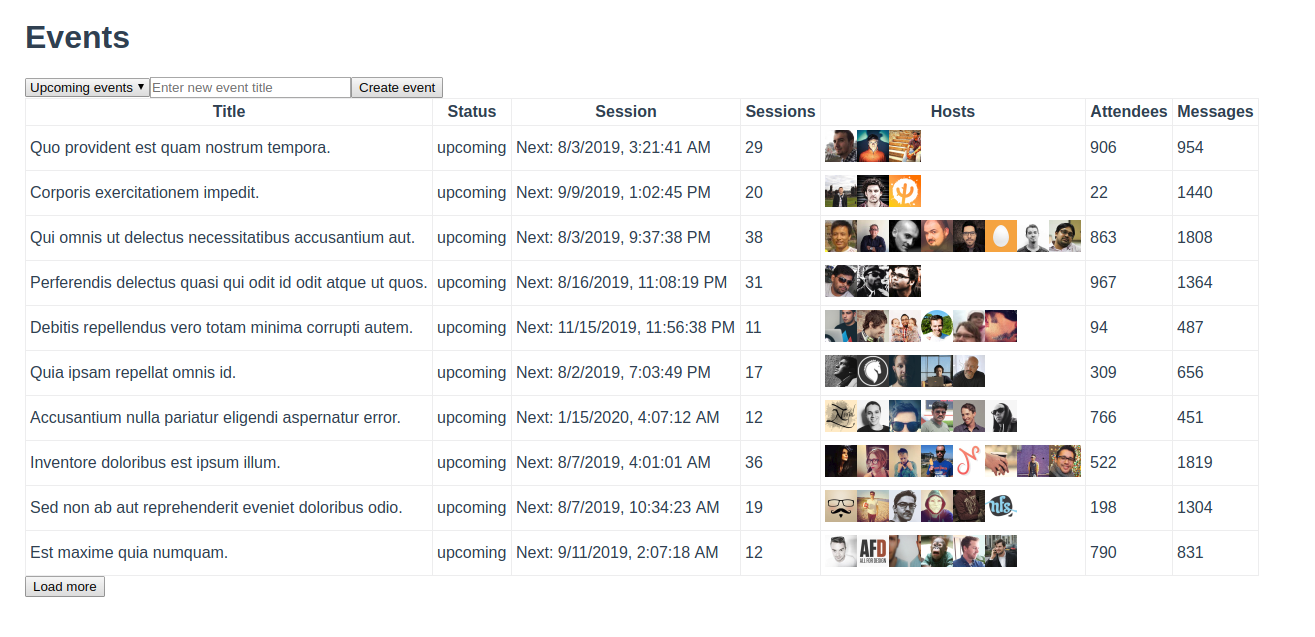 Events
Upcoming events Enter new event title Create event
Title Status Session Sessions Hosts Attendees Messages
Quo provident est quam nostrum tempora. upcoming Next: 8/3/2019, 3:21:41 AM 29 906 954
Corporis exercitationem impedit. upcoming Next: 9/9/2019, 1:02:45 PM 20 22 1440
Qui omnis ut delectus necessitatibus accusantium aut. upcoming Next: 8/3/2019, 9:37:38 PM 38 863 1808
Perferendis delectus quasi qui odit id odit atque ut quos. upcoming Next: 8/16/2019, 11:08:19 PM 31 967 1364
Debitis repellendus vero totam minima corrupti autem. upcoming Next: 11/15/2019, 11:56:38 PM 11 94 487
Quia ipsam repellat omnis id. upcoming Next: 8/2/2019, 7:03:49 PM 17 309 656
Accusantium nulla pariatur eligendi aspernatur error. upcoming Next: 1/15/2020, 4:07:12 AM 12 766 451
Inventore doloribus est ipsum illum. upcoming Next: 8/7/2019, 4:01:01 AM 36 522 1819
Sed non ab aut reprehenderit eveniet doloribus odio. upcoming Next: 8/7/2019, 10:34:23 AM 19 198 1304
Est maxime quia numquam. upcoming Next: 9/11/2019, 2:07:18 AM 12 AFD ALL FOR DESIGN 790 831
Load more